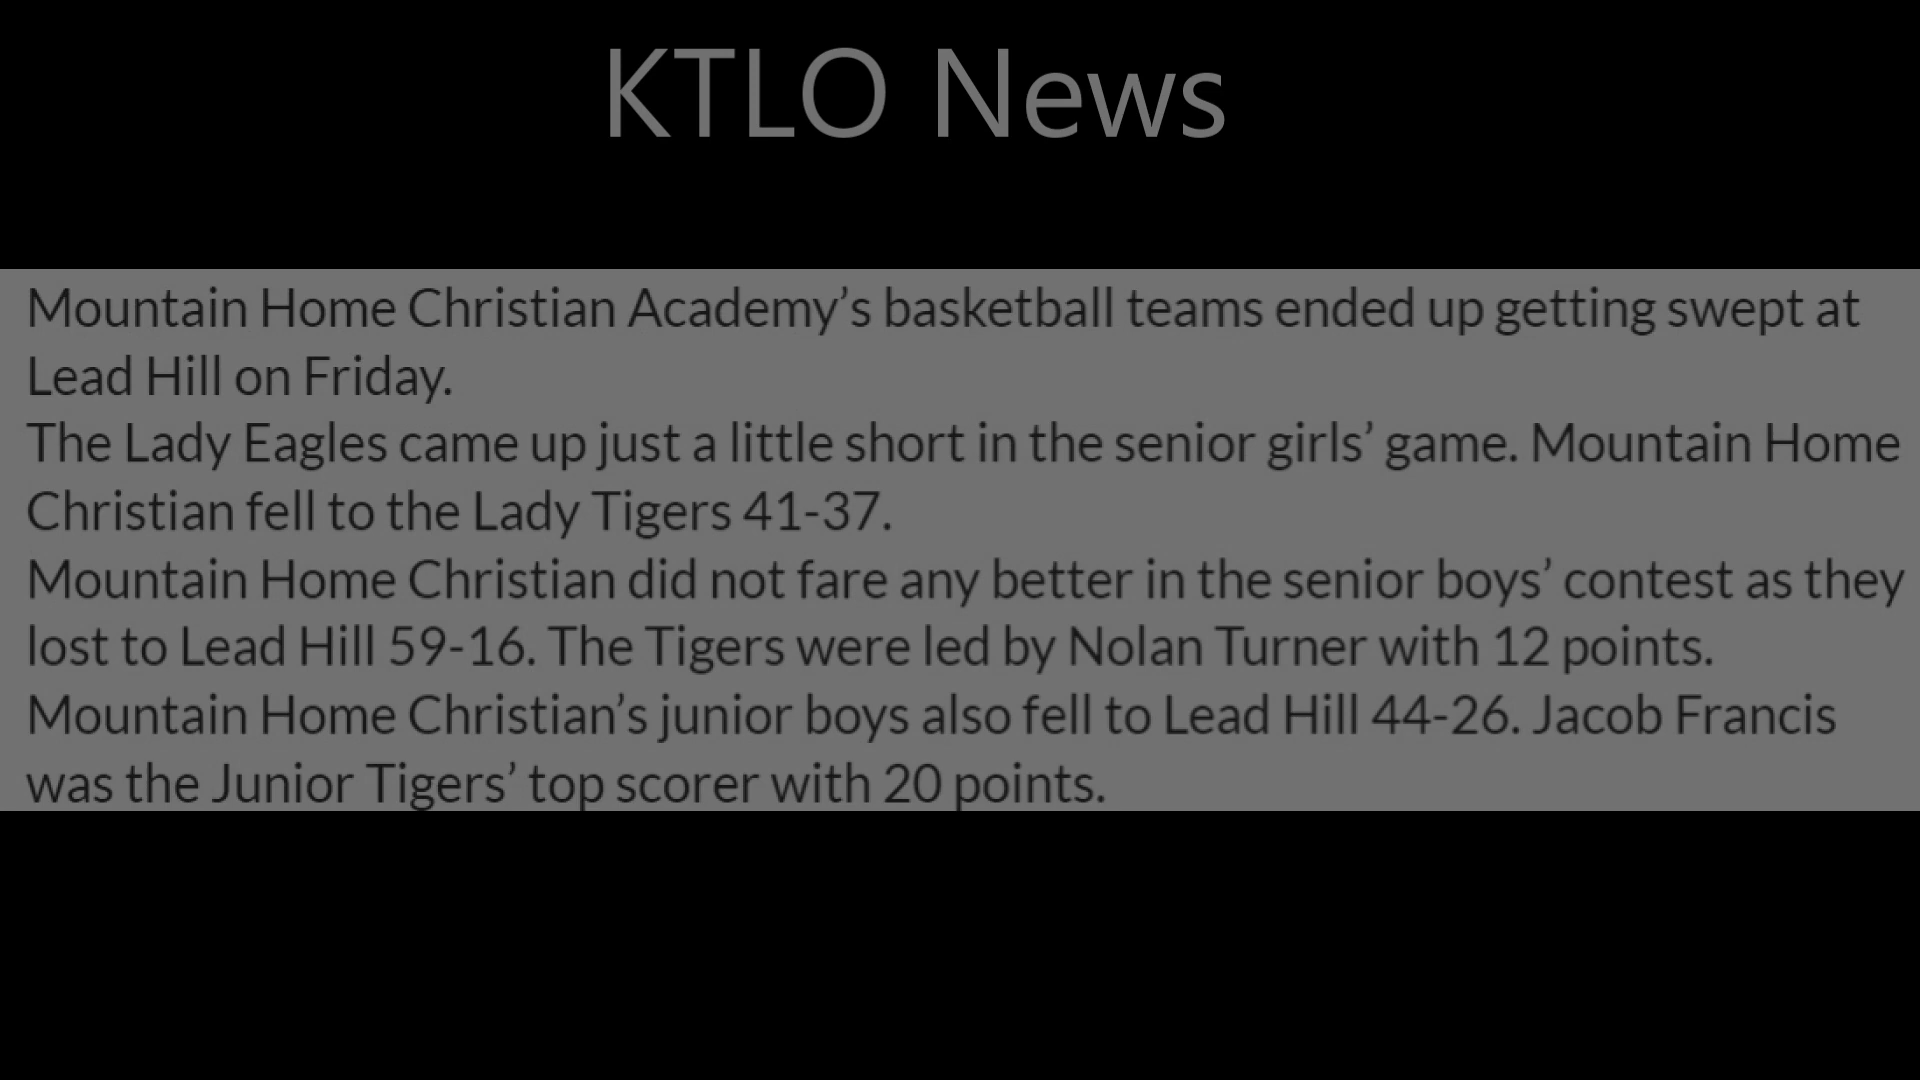 KTLO News
Mountain Home Christian Academy’s basketball teams ended up getting swept at
Lead Hill on Friday.
The Lady Eagles came up just a little short in the senior girls’ game. Mountain Home
Christian fell to the Lady Tigers 41-37.
Mountain Home Christian did not fare any better in the senior boys’ contest as they
lost to Lead Hill 59-16. The Tigers were led by Nolan Turner with 12 points.
Mountain Home Christian’s junior boys also fell to Lead Hill 44-26. Jacob Francis
was the Junior Tigers’ top scorer with 20 points.